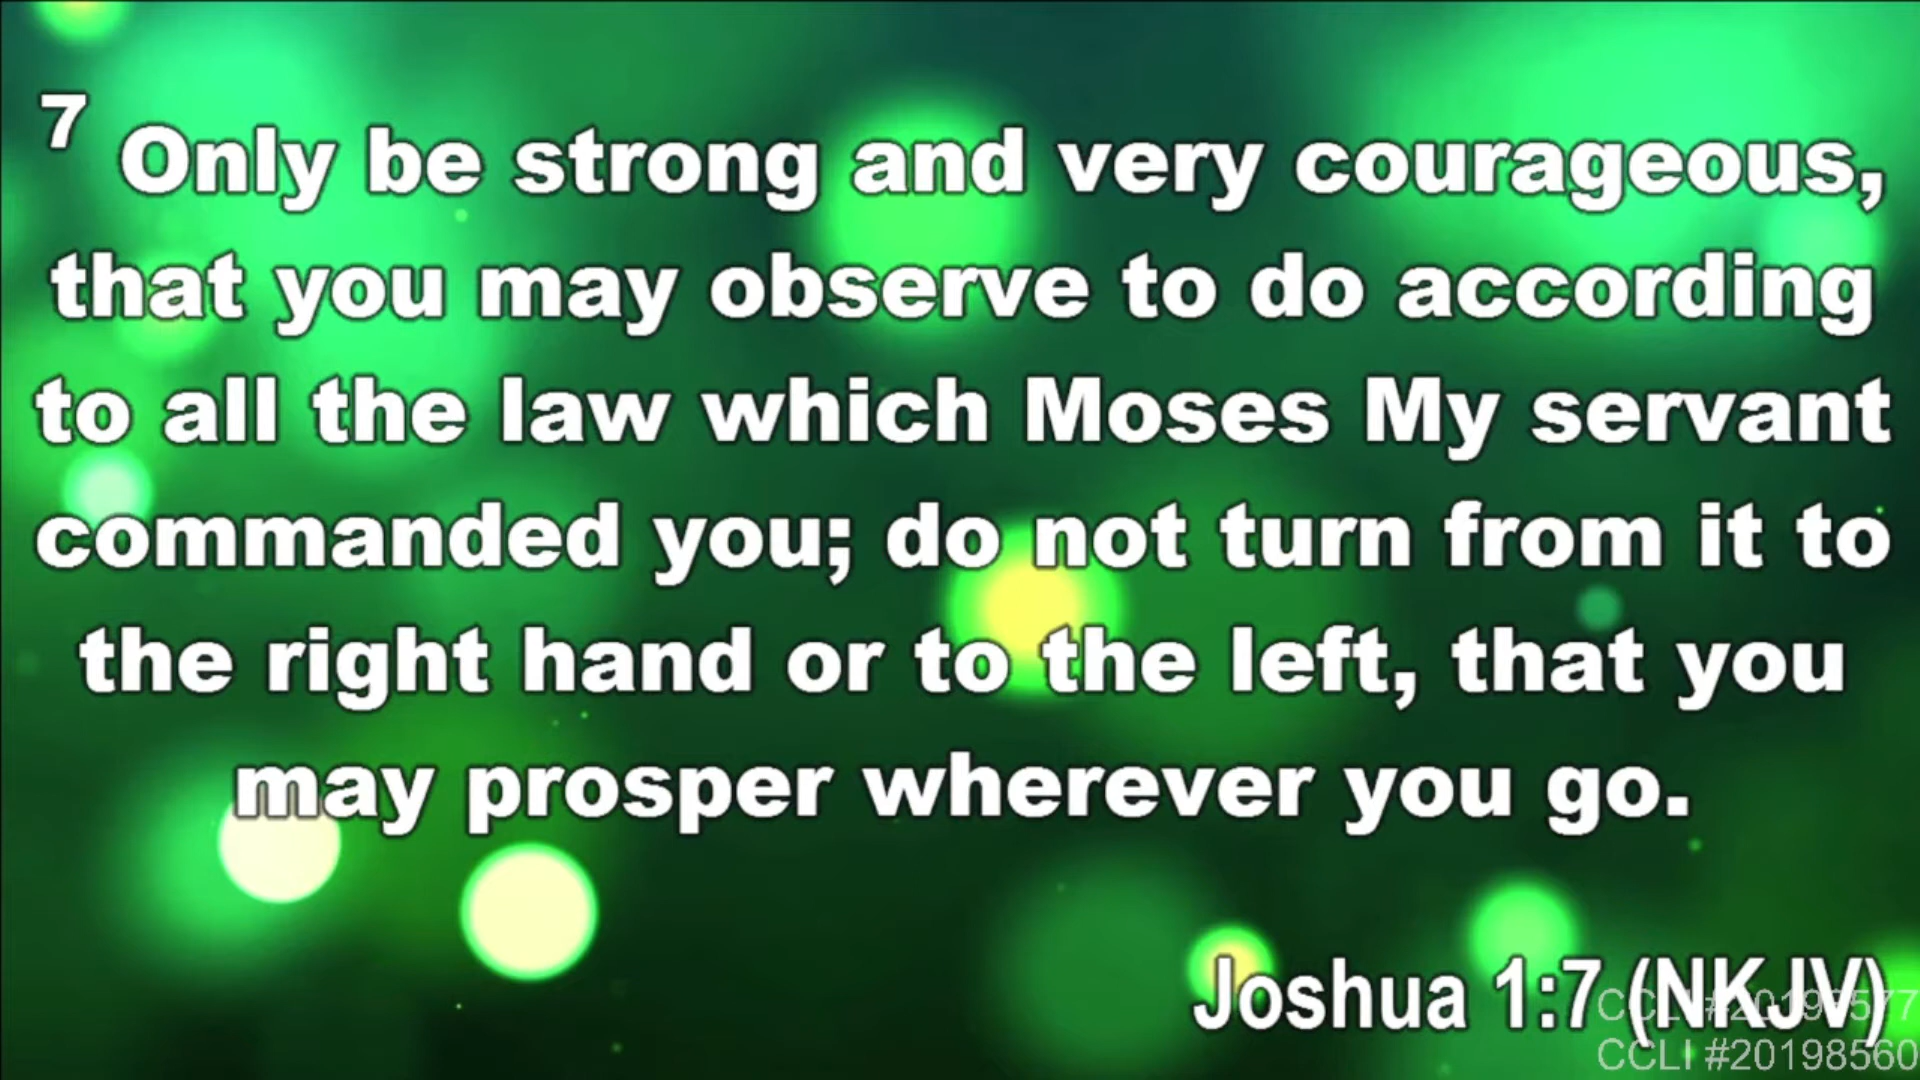 7 Only be strong and very courageous,
that you may observe to do according
to all the law which Moses My servant
commanded you; do not turn from it to
the right hand or to the left, that you
may prosper wherever you go.
Joshua 1:7 (NKJV)
CCLI #20198577
CCLI #20198560